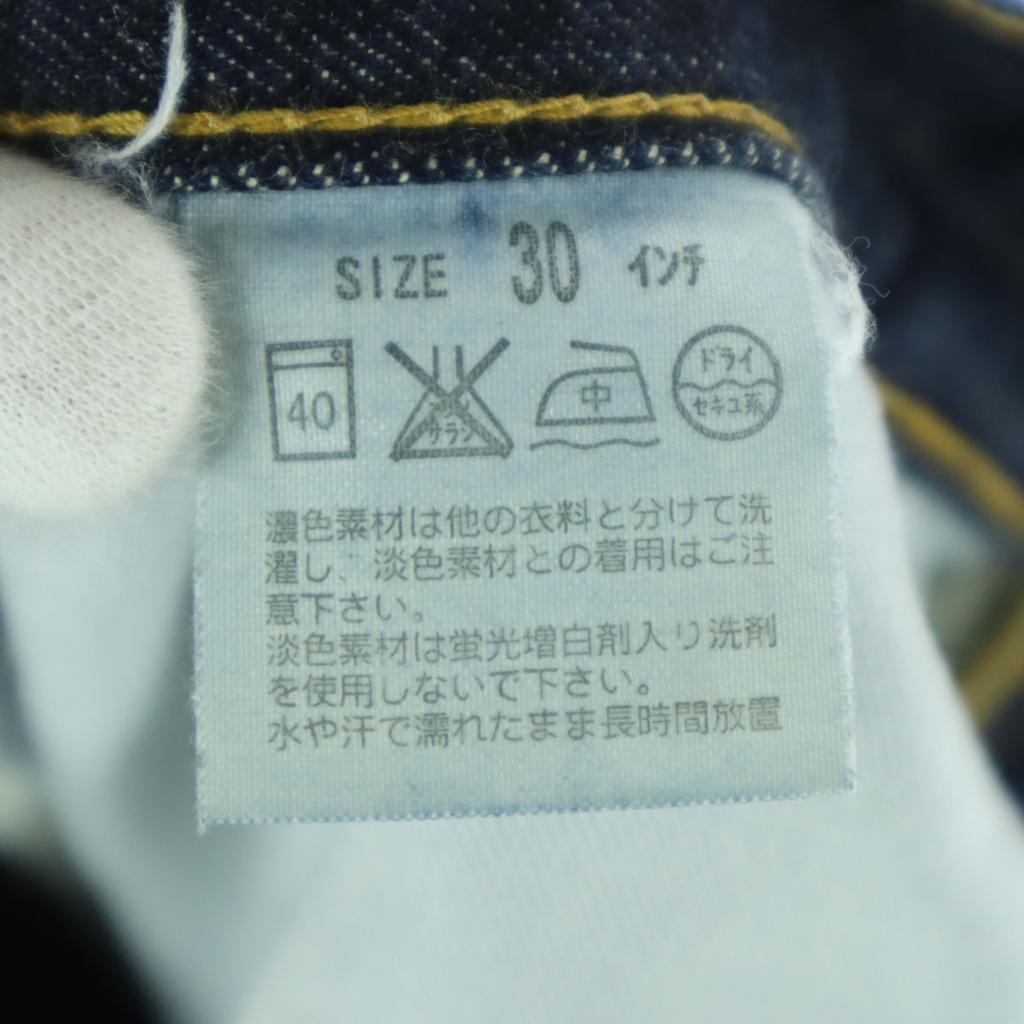 SIZE 30 インチ
40 サラシ 中 ドライ
セキユ系
濃色素材は他の衣料と分けて洗
濯し、淡色素材との着用はご注
意下さい。
淡色素材は蛍光増白剤入り洗剤
を使用しないで下さい。
水や汗で濡れたまま長時間放置